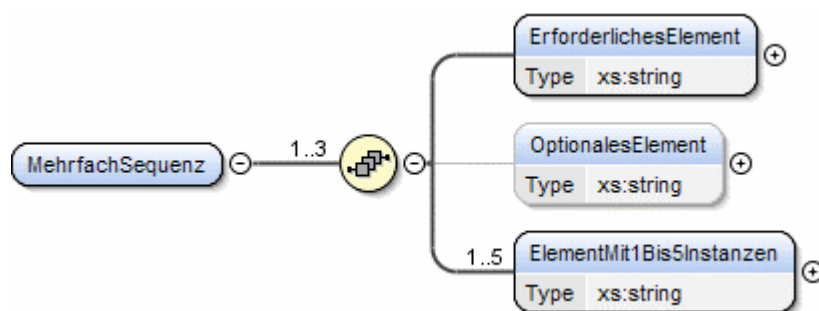 ErforderlichesElement
Type xs:string
MehrfachSequenz
1..3
OptionalesElement
Type xs:string
1..5
ElementMit1Bis5Instanzen
Type xs:string